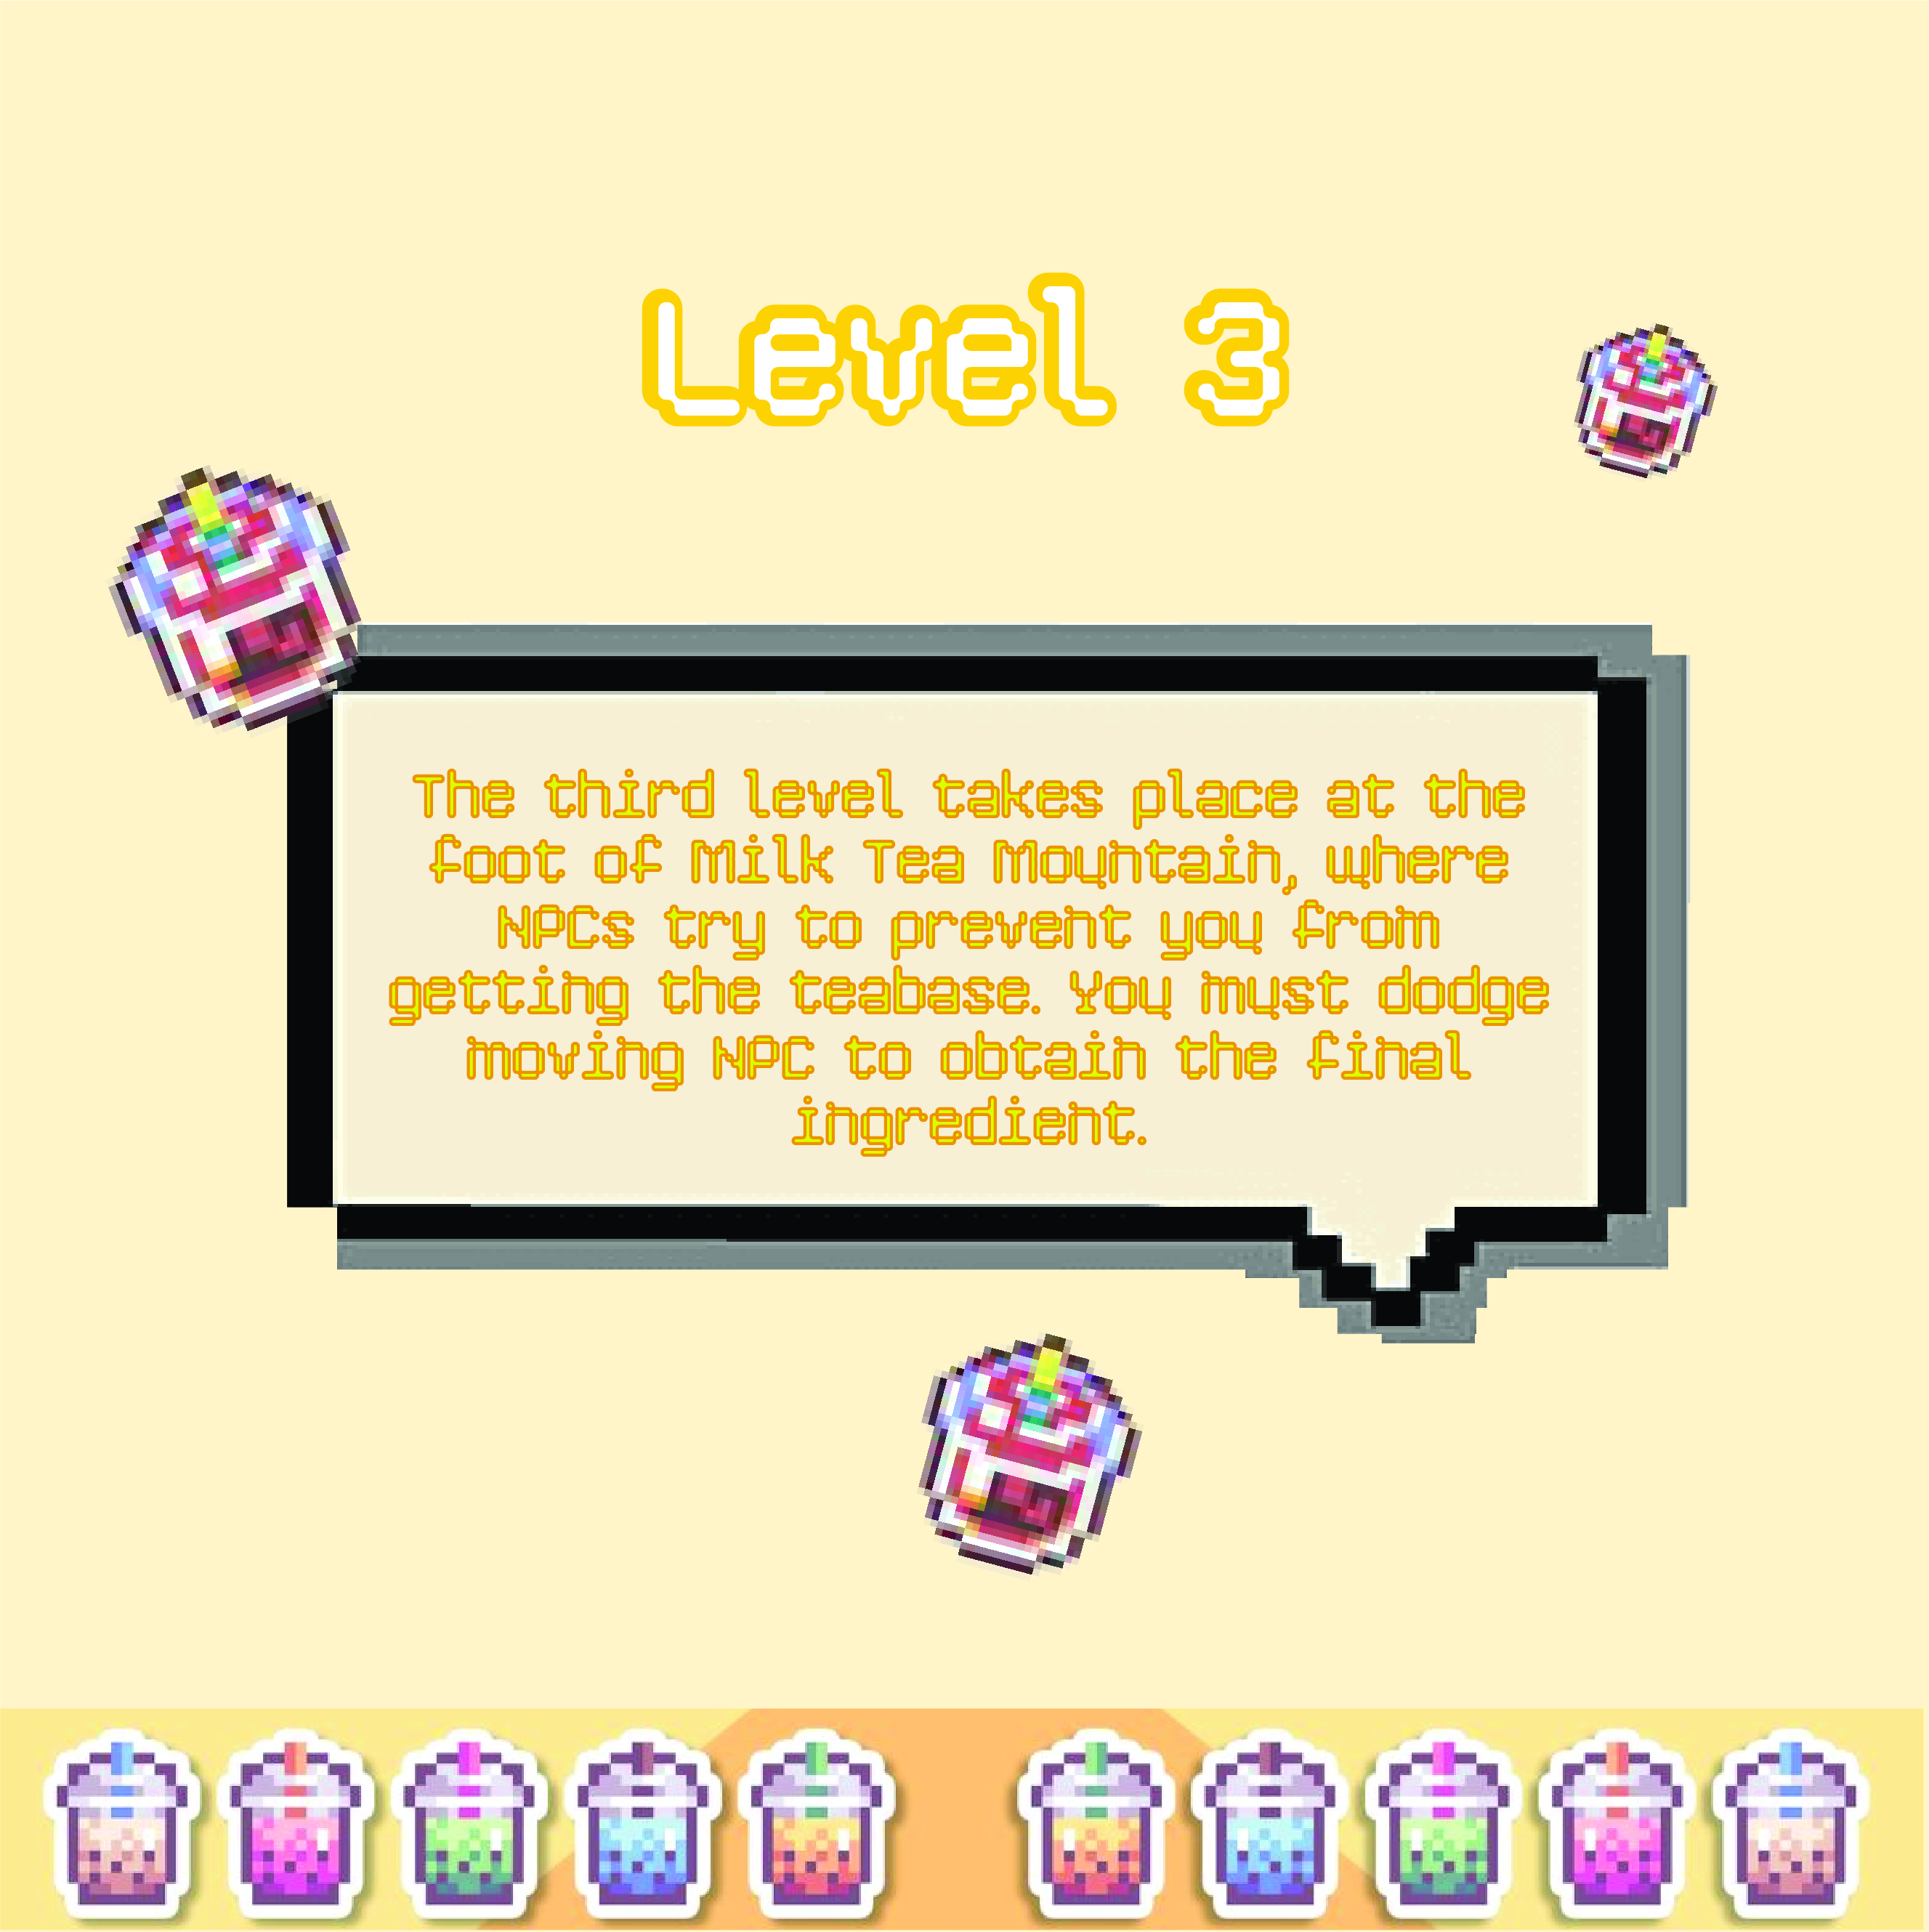 Level 3
The third level takes place at the
foot of Milk Tea Mountain, where
NPCs try to prevent you from
getting the teabase. You must dodge
moving NPC to obtain the final
ingredient.